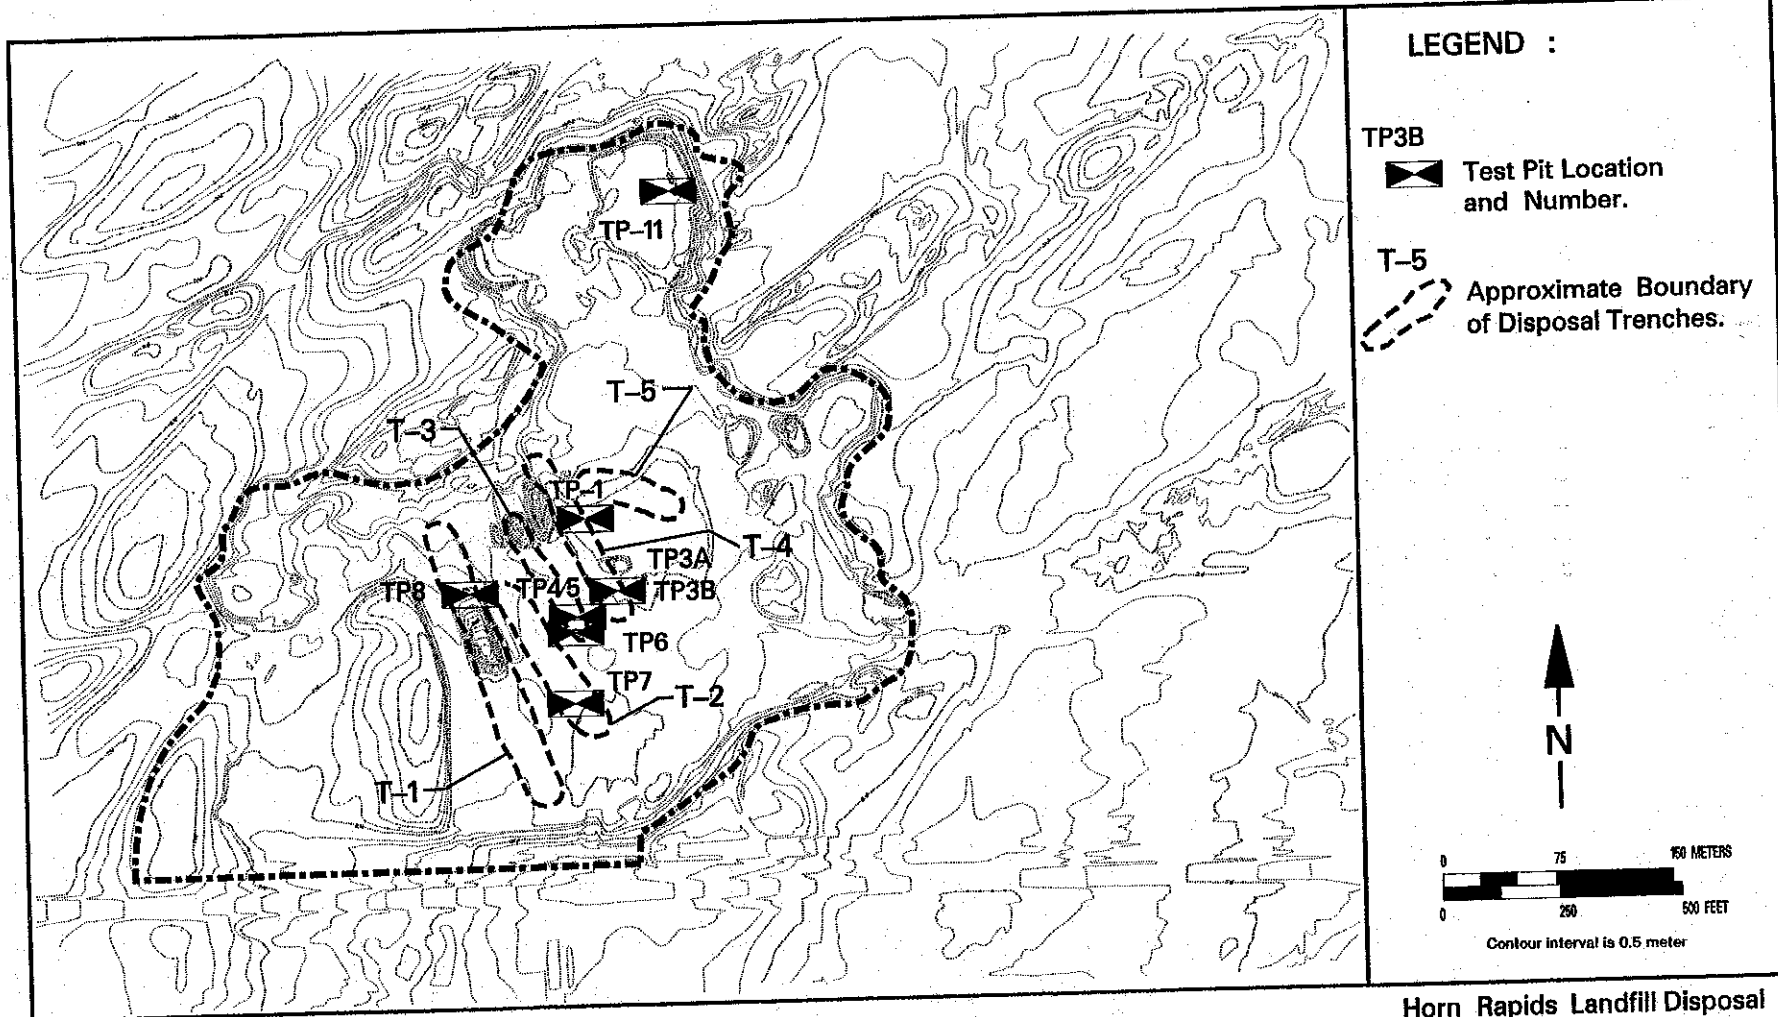 LEGEND :
TP3B
Test Pit Location
and Number.
T-5
Approximate Boundary
of Disposal Trenches.
TP-11
T-5
T-3
TP-1
T-4
TP3A
TP8
TP4/5
TP3B
TP6
TP7
T-2
T-1
N
0 75 150 METERS
0 250 500 FEET
Contour interval is 0.5 meter
Horn Rapids Landfill Disposal